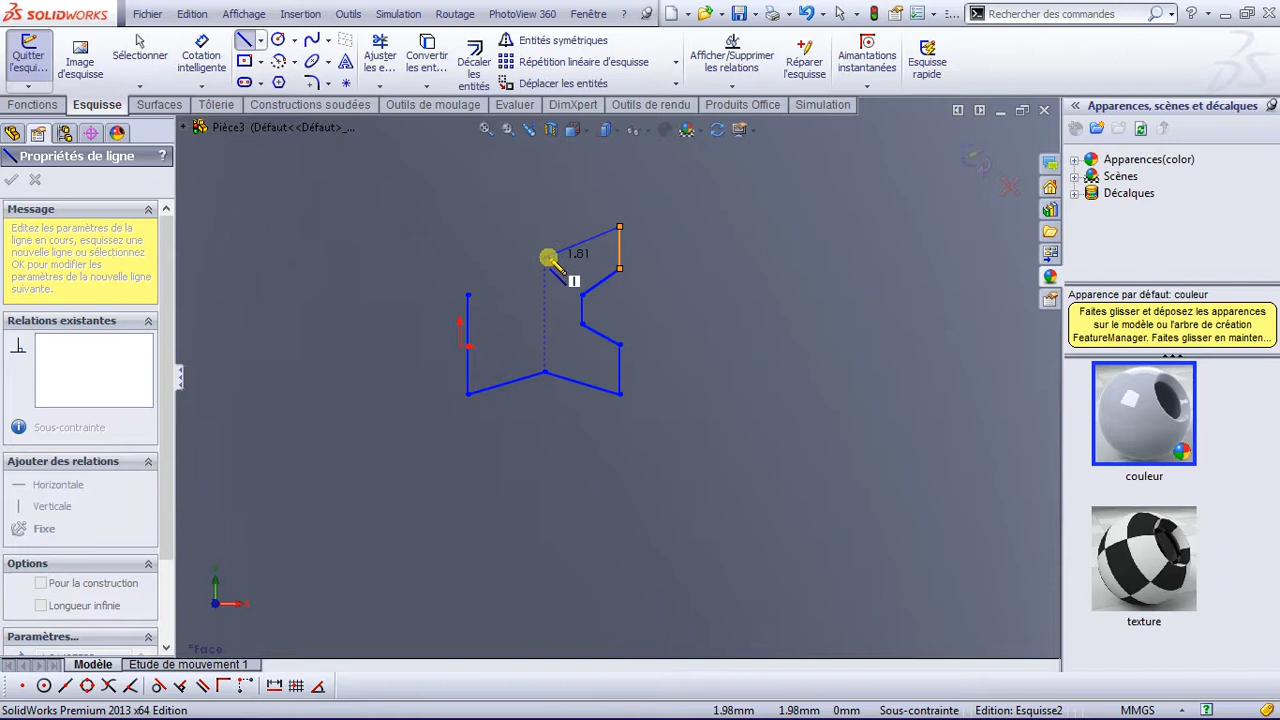 SOLIDWORKS
Fichier Edition Affichage Insertion Outils Simulation Routage PhotoView 360 Fenêtre ?
Rechercher des commandes
Quitter l'esqui...
Image d'esquisse
Sélectionner
Cotation intelligente
Ajuster les e...
Convertir les ent...
Décaler les entités
Entités symétriques
Répétition linéaire d'esquisse
Déplacer les entités
Afficher/Supprimer les relations
Réparer l'esquisse
Aimantations instantanées
Esquisse rapide
Fonctions Esquisse Surfaces Tôlerie Constructions soudées Outils de moulage Evaluer DimXpert Outils de rendu Produits Office Simulation
Pièce3 (Défaut<<Défaut>_...
Propriétés de ligne ?
Message
Editez les paramètres de la
ligne en cours, esquissez une
nouvelle ligne ou sélectionnez
OK pour modifier les
paramètres de la nouvelle ligne
suivante.
Relations existantes
Sous-contrainte
Ajouter des relations
Horizontale
Verticale
Fixe
Options
Pour la construction
Longueur infinie
Paramètres...
1.81
Y
X
*Face
Apparences, scènes et décalques
Apparences(color)
Scènes
Décalques
Apparence par défaut: couleur
Faites glisser et déposez les apparences
sur le modèle ou l'arbre de création
FeatureManager. Faites glisser en mainten...
couleur
texture
Modèle Etude de mouvement 1
SolidWorks Premium 2013 x64 Edition 1.98mm 1.98mm 0mm Sous-contrainte Edition: Esquisse2 MMGS ?